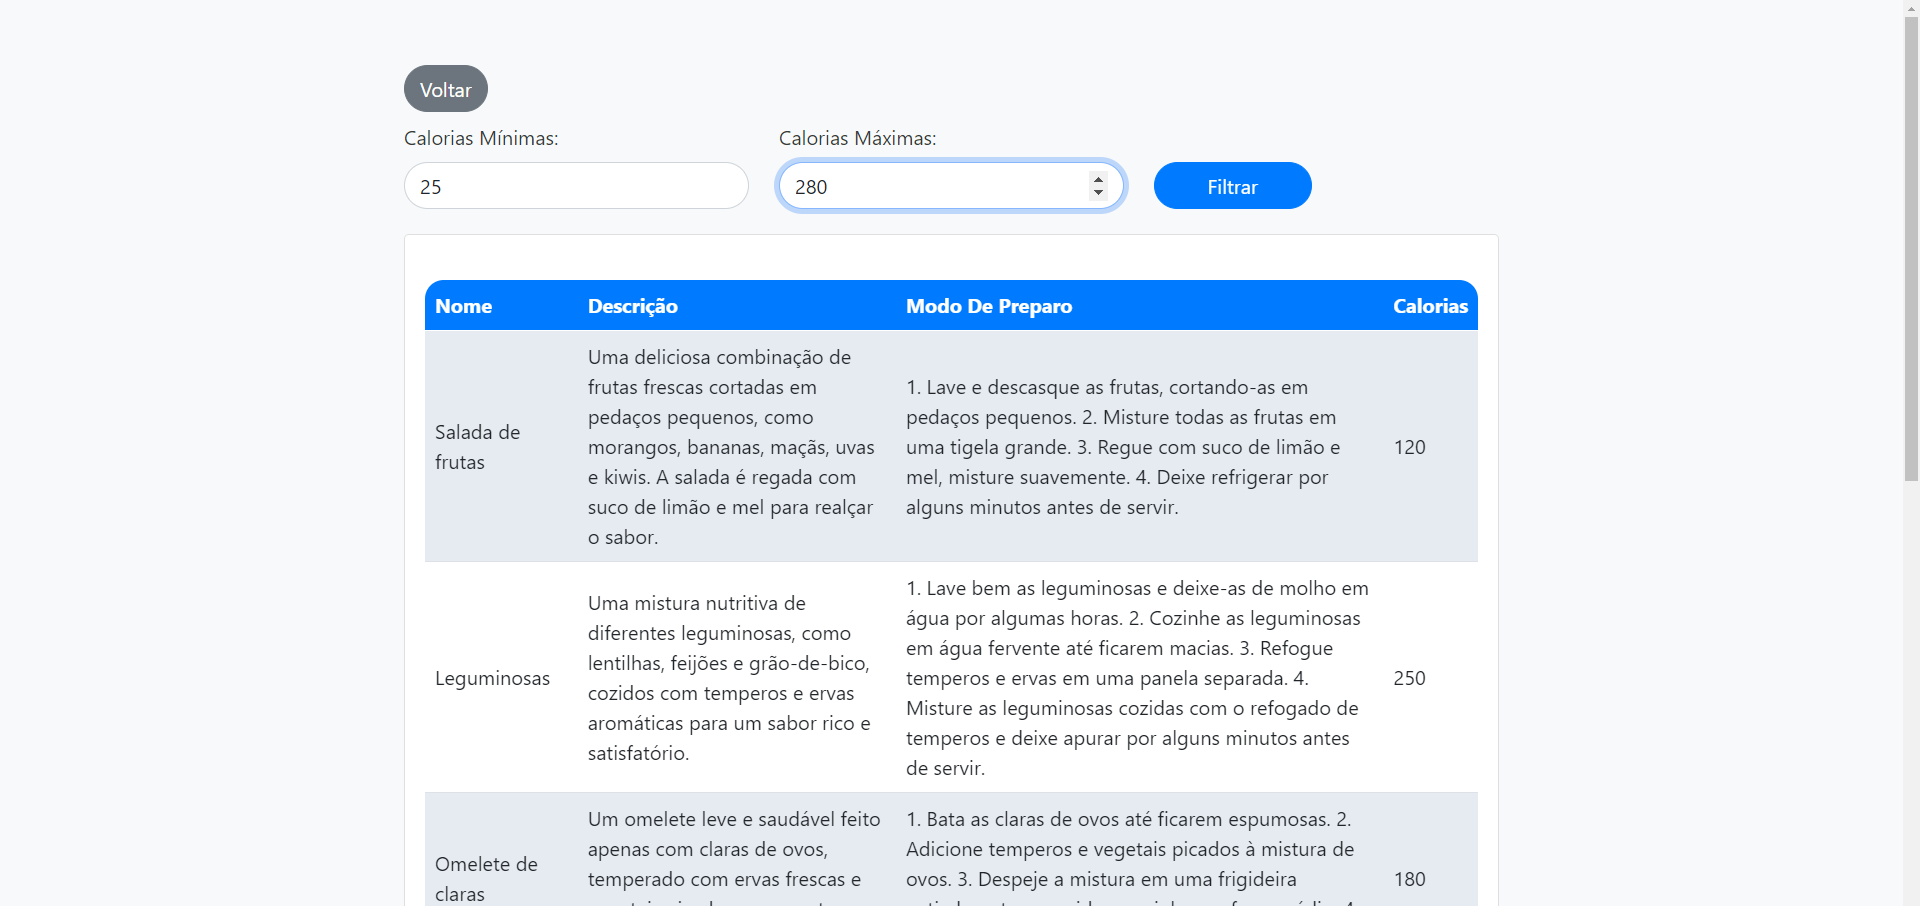 Voltar
Calorias Mínimas:
Calorias Máximas:
25
280
Filtrar
Nome
Descrição
Modo De Preparo
Calorias
Salada de
frutas
Uma deliciosa combinação de
frutas frescas cortadas em
pedaços pequenos, como
morangos, bananas, maçãs, uvas
e kiwis. A salada é regada com
suco de limão e mel para realçar
o sabor.
1. Lave e descasque as frutas, cortando-as em
pedaços pequenos. 2. Misture todas as frutas em
uma tigela grande. 3. Regue com suco de limão e
mel, misture suavemente. 4. Deixe refrigerar por
alguns minutos antes de servir.
120
Leguminosas
Uma mistura nutritiva de
diferentes leguminosas, como
lentilhas, feijões e grão-de-bico,
cozidos com temperos e ervas
aromáticas para um sabor rico e
satisfatório.
1. Lave bem as leguminosas e deixe-as de molho em
água por algumas horas. 2. Cozinhe as leguminosas
em água fervente até ficarem macias. 3. Refogue
temperos e ervas em uma panela separada. 4.
Misture as leguminosas cozidas com o refogado de
temperos e deixe apurar por alguns minutos antes
de servir.
250
Omelete de
claras
Um omelete leve e saudável feito
apenas com claras de ovos,
temperado com ervas frescas e
1. Bata as claras de ovos até ficarem espumosas. 2.
Adicione temperos e vegetais picados à mistura de
ovos. 3. Despeje a mistura em uma frigideira
180